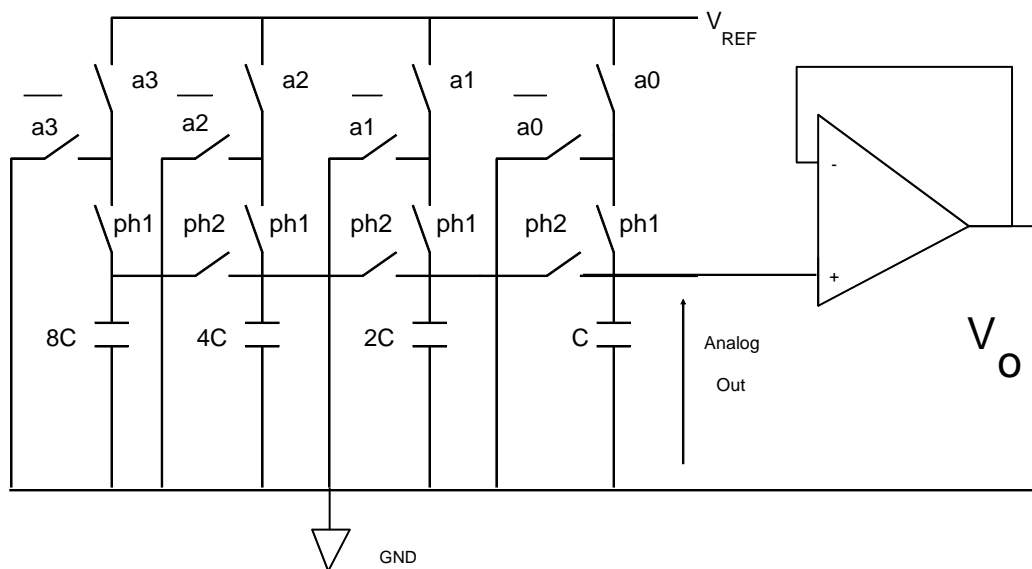 V
REF
a3
a2
a1
a0
a3
a2
a1
a0
-
ph1
ph2
ph1
ph2
ph1
ph2
ph1
+
8C
4C
2C
C
Analog
Out
V
o
GND